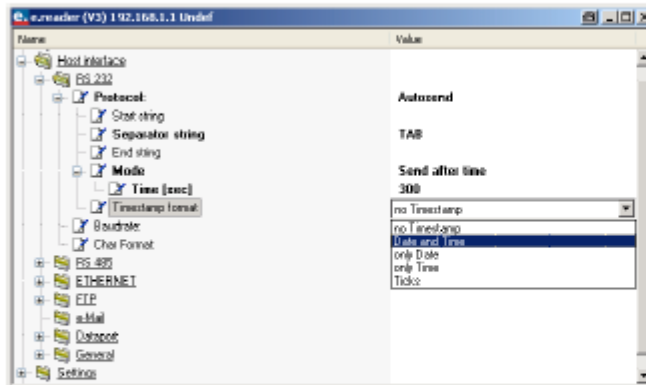 e.reader (V3) 192.168.1.1 Undef
Name Value
Host interface
RS 232
Protocol: Autosend
Start string
Separator string TAB
End string
Mode Send after time
Time [sec] 300
Timestamp format no Timestamp
no Timestamp
Date and Time
only Date
only Time
Ticks
Baudrate
Char Format
RS 485
ETHERNET
FTP
e-Mail
Dataport
General
Settings